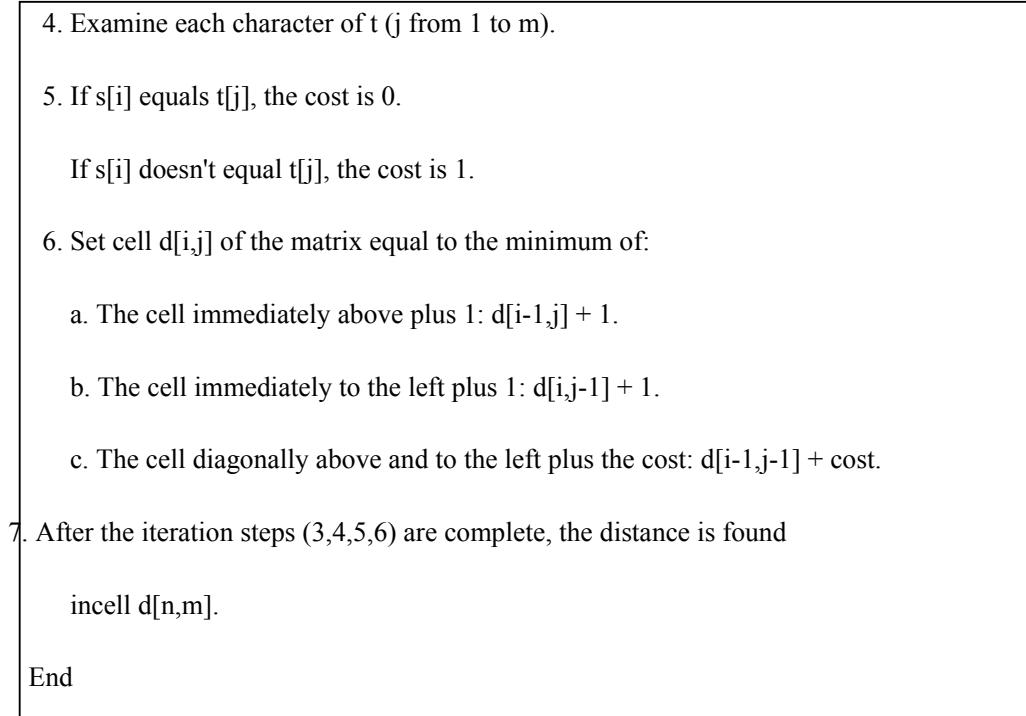 4. Examine each character of t (j from 1 to m).
5. If s[i] equals t[j], the cost is 0.
If s[i] doesn't equal t[j], the cost is 1.
6. Set cell d[i,j] of the matrix equal to the minimum of:
a. The cell immediately above plus 1: d[i-1,j] + 1.
b. The cell immediately to the left plus 1: d[i,j-1] + 1.
c. The cell diagonally above and to the left plus the cost: d[i-1,j-1] + cost.
7. After the iteration steps (3,4,5,6) are complete, the distance is found
incell d[n,m].
End